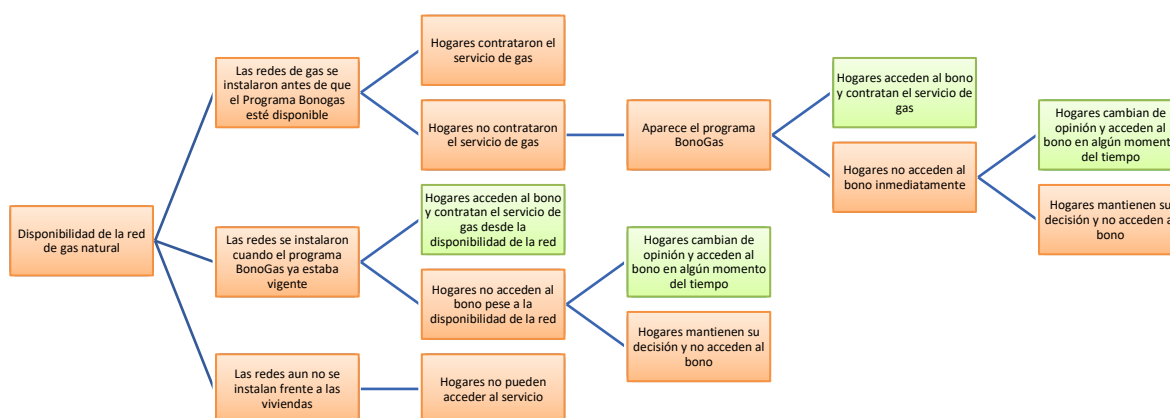 Disponibilidad de la red
de gas natural
Las redes de gas se
instalaron antes de que
el Programa Bonogas
esté disponible
Hogares contrataron el
servicio de gas
Hogares no contrataron
el servicio de gas
Aparece el programa
BonoGas
Hogares acceden al bono
y contratan el servicio de
gas
Hogares no acceden al
bono inmediatamente
Hogares cambian de
opinión y acceden al
bono en algún momento
del tiempo
Hogares mantienen su
decisión y no acceden al
bono
Las redes se instalaron
cuando el programa
BonoGas ya estaba
vigente
Hogares acceden al bono
y contratan el servicio de
gas desde la
disponibilidad de la red
Hogares no acceden al
bono pese a la
disponibilidad de la red
Hogares cambian de
opinión y acceden al
bono en algún momento
del tiempo
Hogares mantienen su
decisión y no acceden al
bono
Las redes aun no se
instalan frente a las
viviendas
Hogares no pueden
acceder al servicio